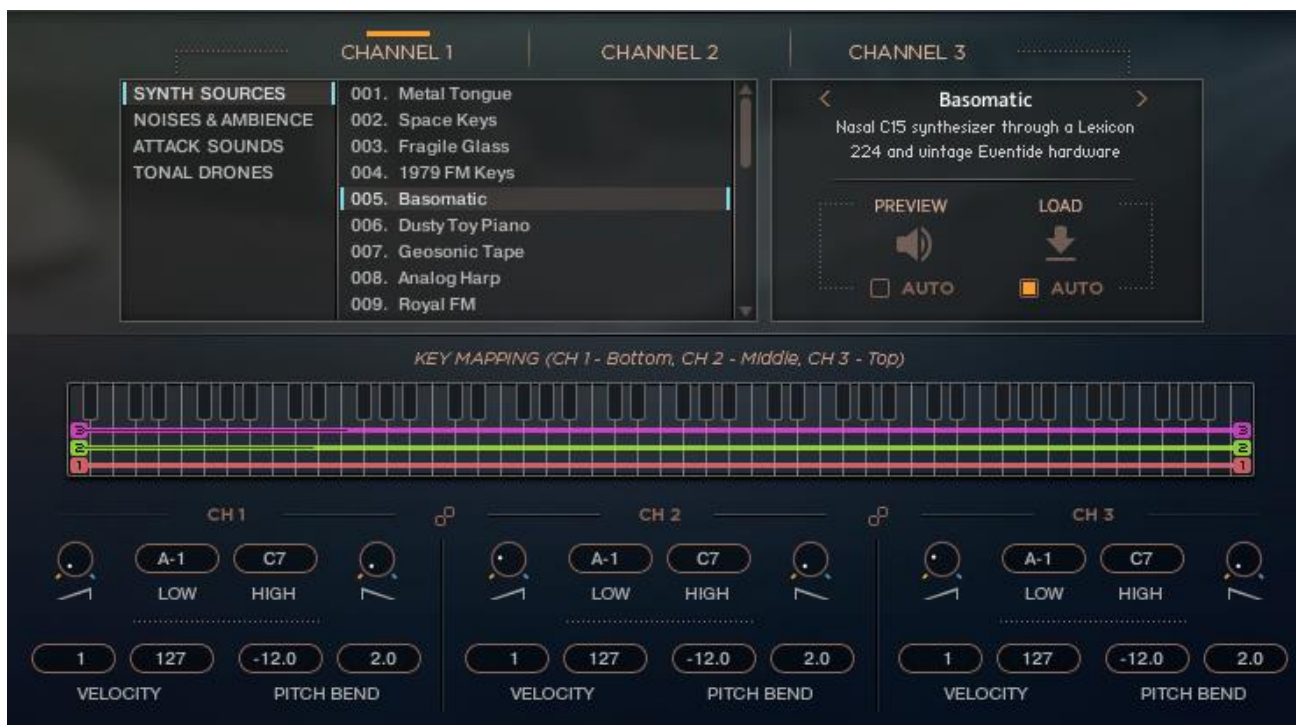 CHANNEL 1
CHANNEL 2
CHANNEL 3
SYNTH SOURCES
NOISES & AMBIENCE
ATTACK SOUNDS
TONAL DRONES
001. Metal Tongue
002. Space Keys
003. Fragile Glass
004. 1979 FM Keys
005. Basomatic
006. Dusty Toy Piano
007. Geosonic Tape
008. Analog Harp
009. Royal FM
< Basomatic >
Nasal C15 synthesizer through a Lexicon
224 and vintage Eventide hardware
PREVIEW LOAD
AUTO AUTO
KEY MAPPING (CH 1 - Bottom, CH 2 - Middle, CH 3 - Top)
3 3
2 2
1 1
CH 1
A-1 C7
LOW HIGH
1 127 -12.0 2.0
VELOCITY PITCH BEND
CH 2
A-1 C7
LOW HIGH
1 127 -12.0 2.0
VELOCITY PITCH BEND
CH 3
A-1 C7
LOW HIGH
1 127 -12.0 2.0
VELOCITY PITCH BEND